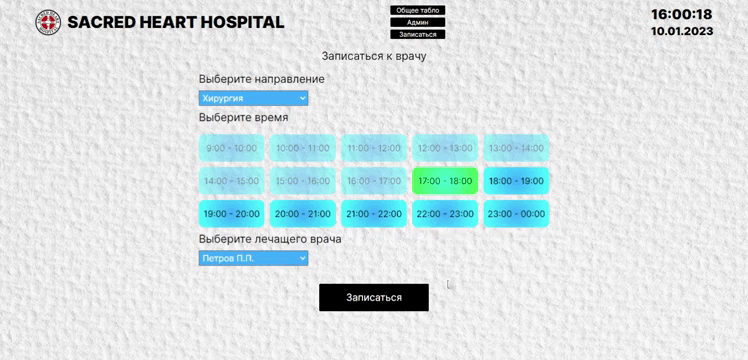 SACRED HEART HOSPITAL
Общее табло
Админ
Записаться
16:00:18
10.01.2023
Записаться к врачу
Выберите направление
Хирургия
Выберите время
9:00 - 10:00 10:00 - 11:00 11:00 - 12:00 12:00 - 13:00 13:00 - 14:00
14:00 - 15:00 15:00 - 16:00 16:00 - 17:00 17:00 - 18:00 18:00 - 19:00
19:00 - 20:00 20:00 - 21:00 21:00 - 22:00 22:00 - 23:00 23:00 - 00:00
Выберите лечащего врача
Петров П.П.
Записаться